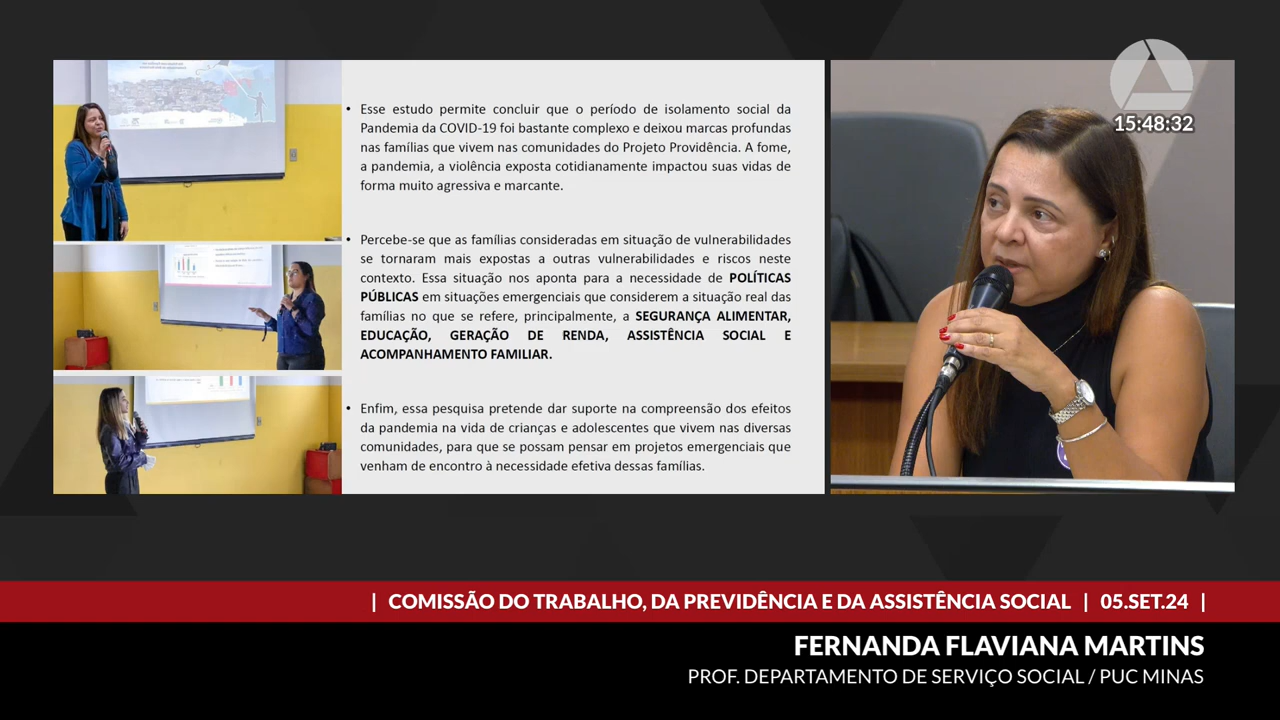 15:48:32
• Esse estudo permite concluir que o período de isolamento social da
Pandemia da COVID-19 foi bastante complexo e deixou marcas profundas
nas famílias que vivem nas comunidades do Projeto Providência. A fome,
a pandemia, a violência exposta cotidianamente impactou suas vidas de
forma muito agressiva e marcante.
• Percebe-se que as famílias consideradas em situação de vulnerabilidades
se tornaram mais expostas a outras vulnerabilidades e riscos neste
contexto. Essa situação nos aponta para a necessidade de POLÍTICAS
PÚBLICAS em situações emergenciais que considerem a situação real das
famílias no que se refere, principalmente, a SEGURANÇA ALIMENTAR,
EDUCAÇÃO, GERAÇÃO DE RENDA, ASSISTÊNCIA SOCIAL E
ACOMPANHAMENTO FAMILIAR.
• Enfim, essa pesquisa pretende dar suporte na compreensão dos efeitos
da pandemia na vida de crianças e adolescentes que vivem nas diversas
comunidades, para que se possam pensar em projetos emergenciais que
venham de encontro à necessidade efetiva dessas famílias.
| COMISSÃO DO TRABALHO, DA PREVIDÊNCIA E DA ASSISTÊNCIA SOCIAL | 05.SET.24 |
FERNANDA FLAVIANA MARTINS
PROF. DEPARTAMENTO DE SERVIÇO SOCIAL / PUC MINAS